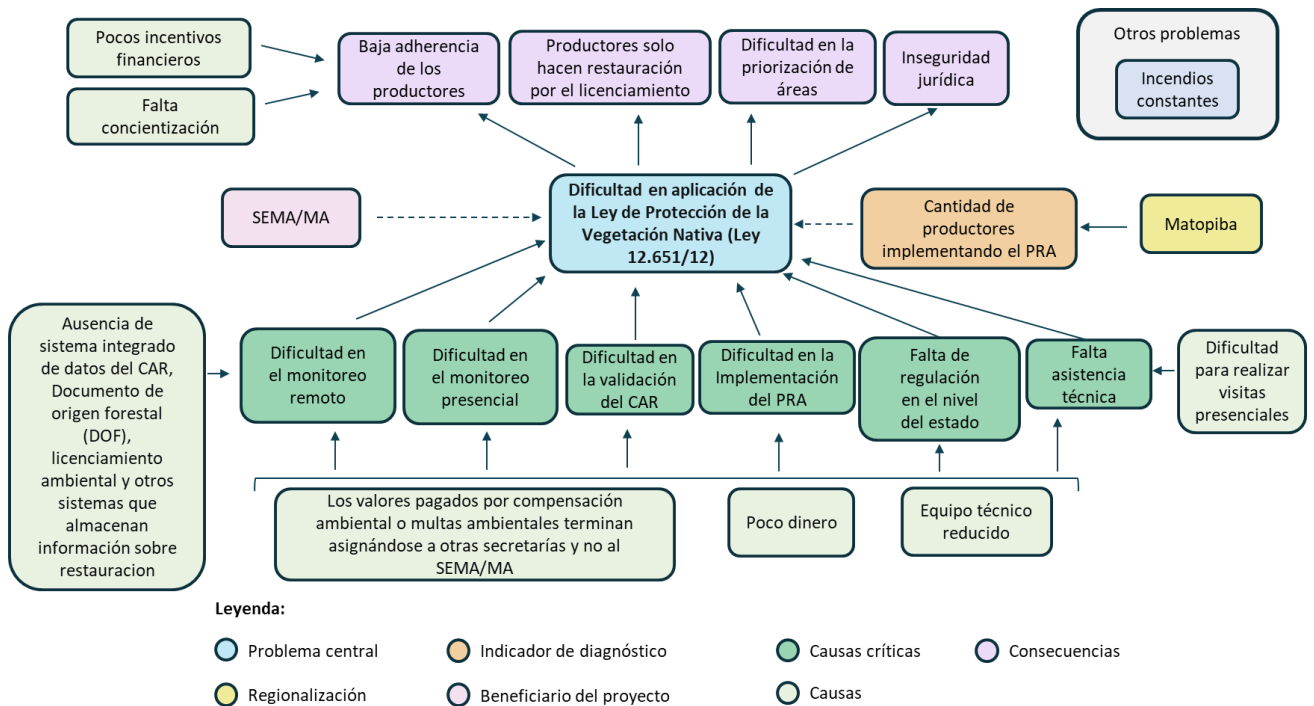 Pocos incentivos
financieros
Falta
concientización
Baja adherencia
de los
productores
Productores solo
hacen restauración
por el licenciamiento
Dificultad en la
priorización de
áreas
Inseguridad
jurídica
Otros problemas
Incendios
constantes
SEMA/MA
Dificultad en aplicación de
la Ley de Protección de la
Vegetación Nativa (Ley
12.651/12)
Cantidad de
productores
implementando el PRA
Matopiba
Ausencia de
sistema integrado
de datos del CAR,
Documento de
origen forestal
(DOF),
licenciamiento
ambiental y otros
sistemas que
almacenan
información sobre
restauracion
Dificultad en
el monitoreo
remoto
Dificultad en
el monitoreo
presencial
Dificultad en
la validación
del CAR
Dificultad en la
Implementación
del PRA
Falta de
regulación
en el nivel
del estado
Falta
asistencia
técnica
Dificultad
para realizar
visitas
presenciales
Los valores pagados por compensación
ambiental o multas ambientales terminan
asignándose a otras secretarías y no al
SEMA/MA
Poco dinero
Equipo técnico
reducido
Leyenda:
Problema central
Indicador de diagnóstico
Causas críticas
Consecuencias
Regionalización
Beneficiario del proyecto
Causas